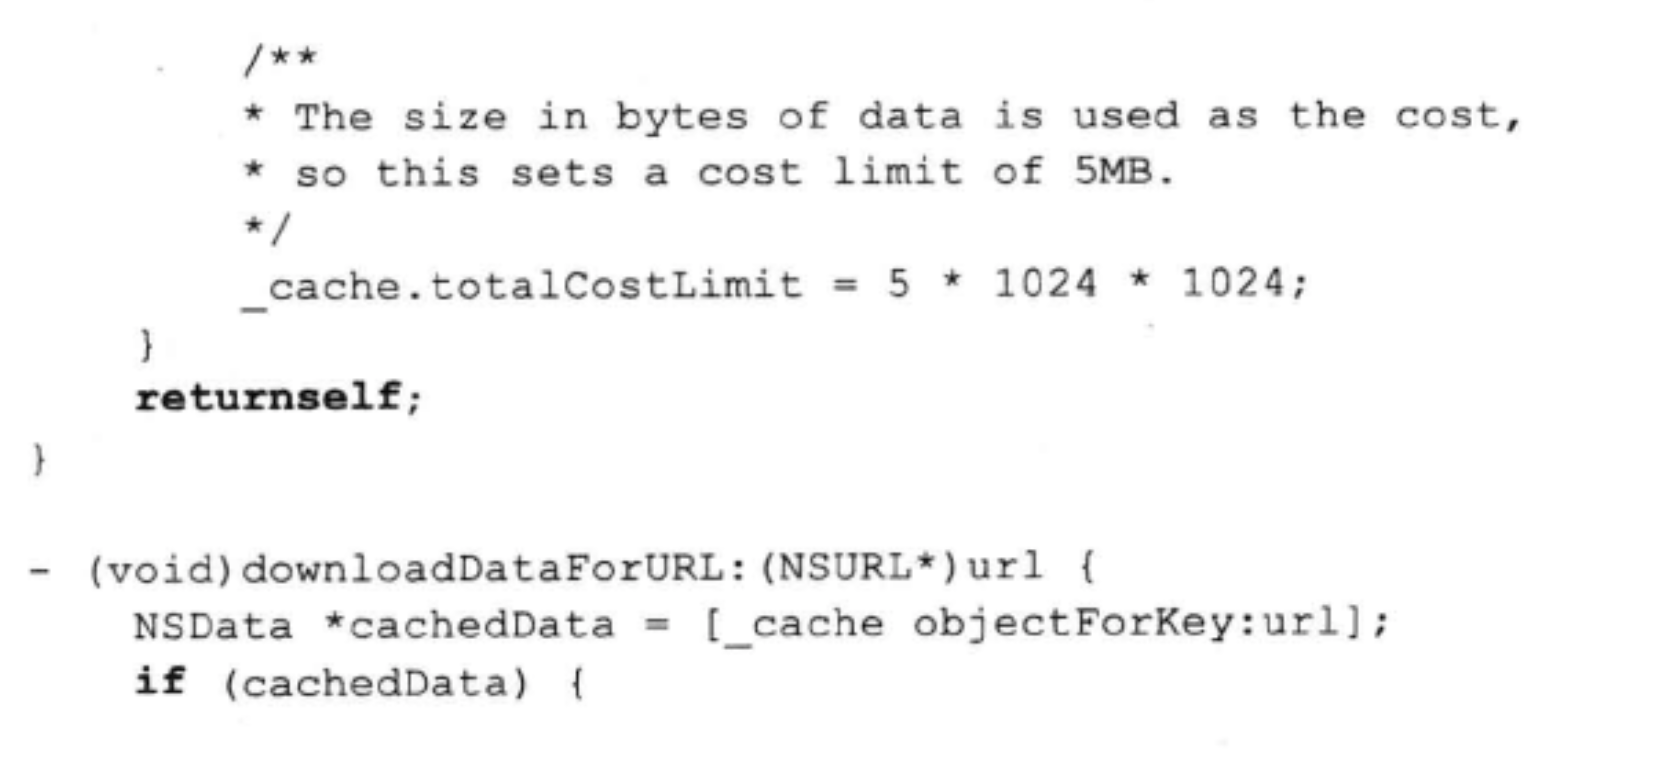 /**
* The size in bytes of data is used as the cost,
* so this sets a cost limit of 5MB.
*/
_cache.totalCostLimit = 5 * 1024 * 1024;
}
returnself;
}
- (void)downloadDataForURL:(NSURL*)url {
NSData *cachedData = [_cache objectForKey:url];
if (cachedData) {